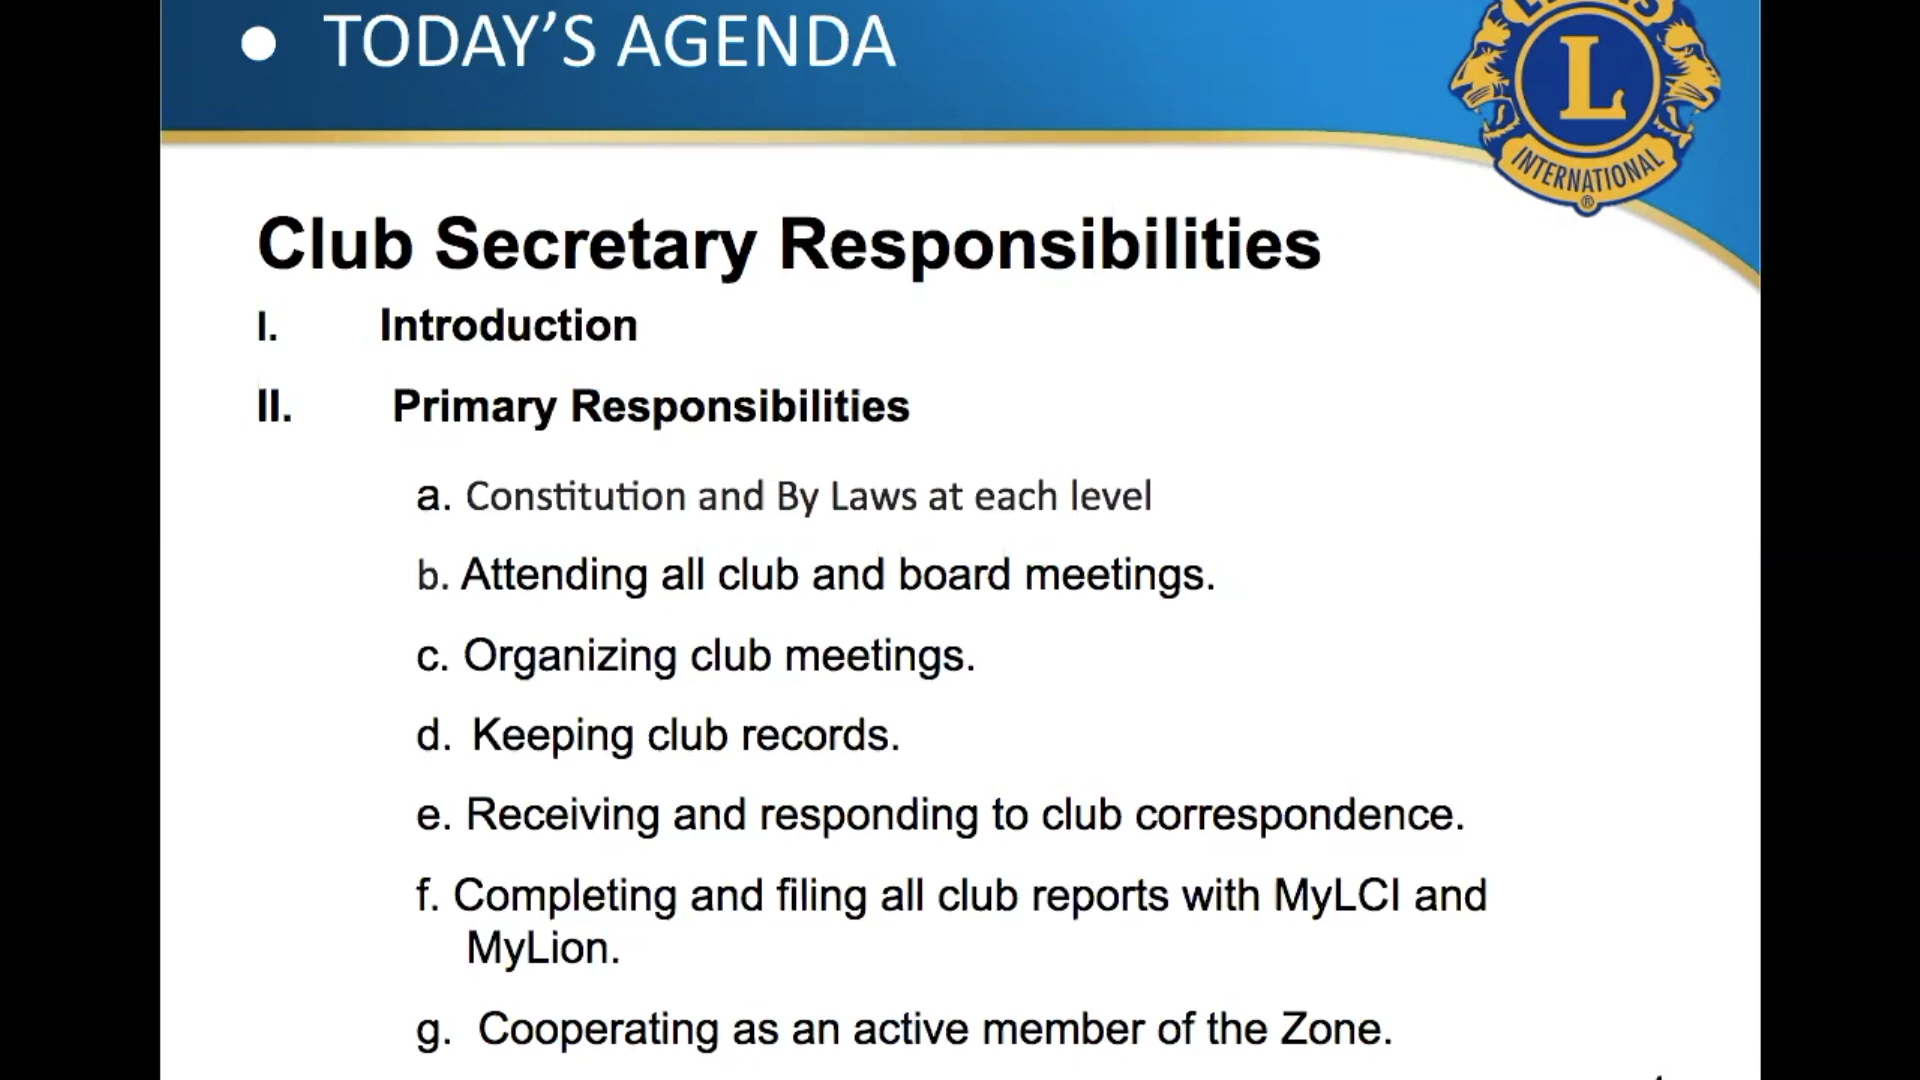 • TODAY'S AGENDA
L
INTERNATIONAL
®
Club Secretary Responsibilities
I. Introduction
II. Primary Responsibilities
a. Constitution and By Laws at each level
b. Attending all club and board meetings.
c. Organizing club meetings.
d. Keeping club records.
e. Receiving and responding to club correspondence.
f. Completing and filing all club reports with MyLCI and
MyLion.
g. Cooperating as an active member of the Zone.